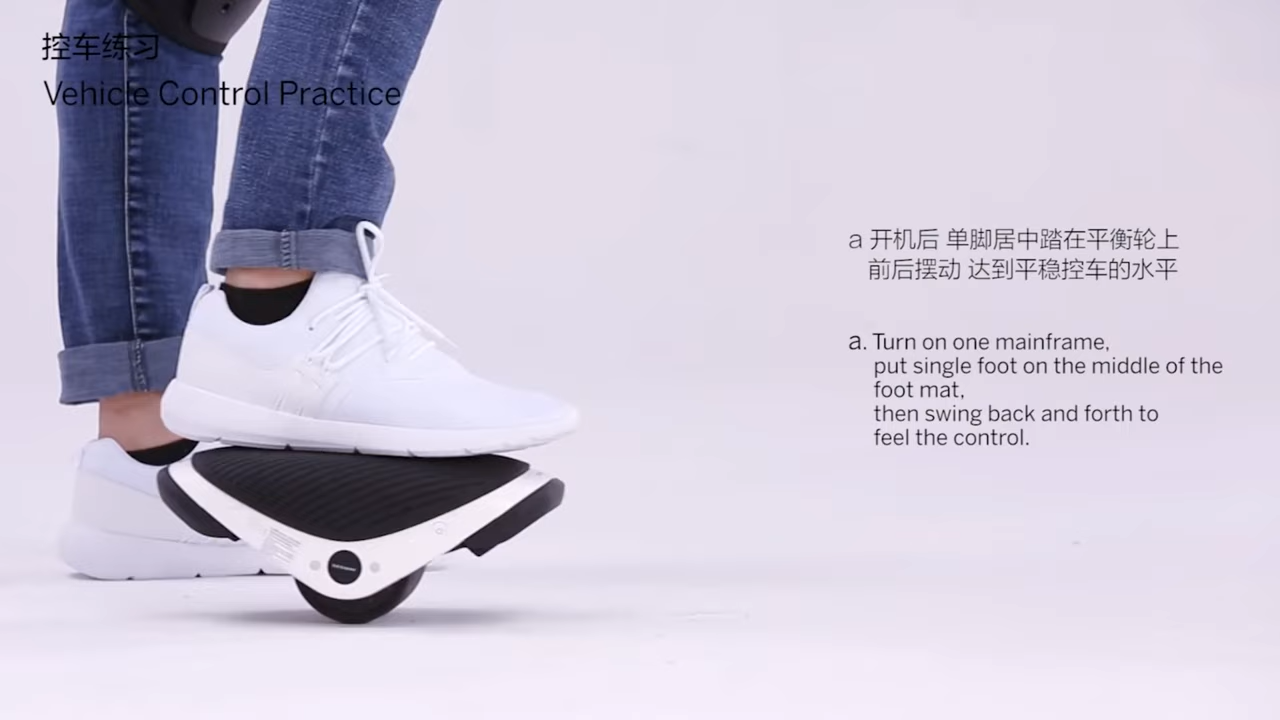 控车练习
Vehicle Control Practice
a 开机后 单脚居中踏在平衡轮上
前后摆动 达到平稳控车的水平
a. Turn on one mainframe,
put single foot on the middle of the
foot mat,
then swing back and forth to
feel the control.